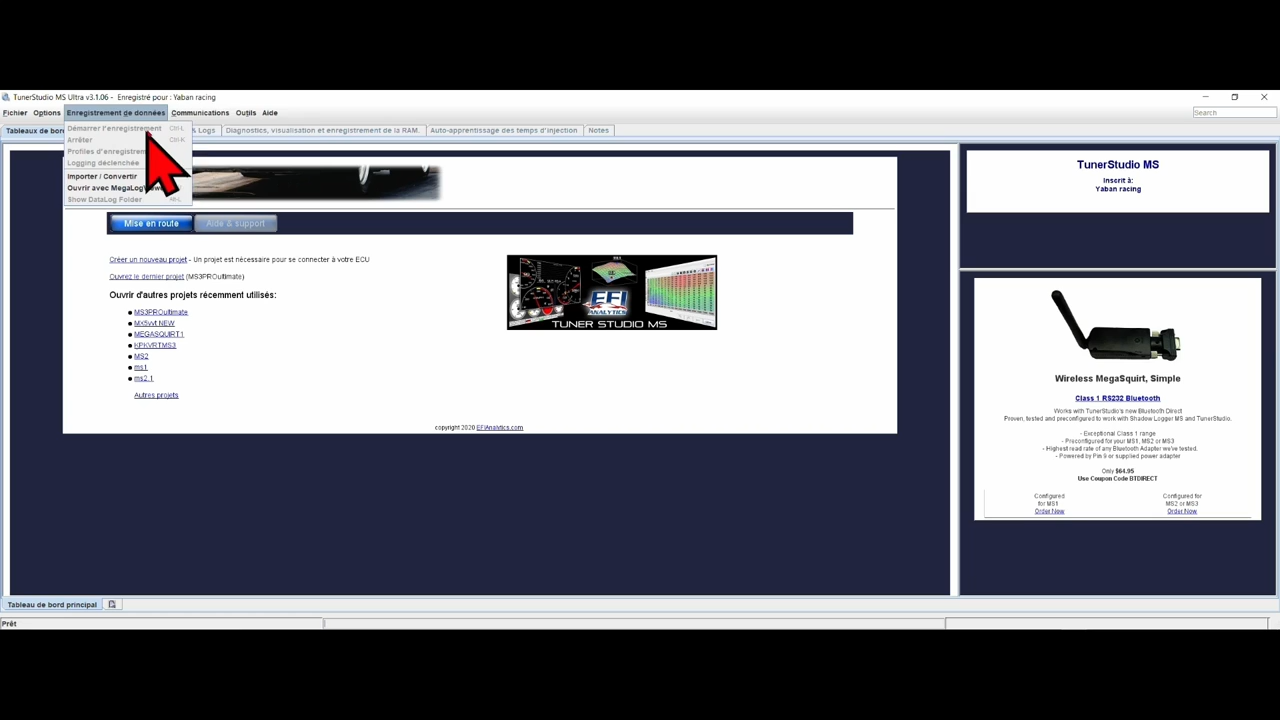 TunerStudio MS Ultra v3.1.06 - Enregistré pour : Yaban racing
Fichier Options Enregistrement de données Communications Outils Aide
Search
Tableaux de bord & Logs Diagnostics, visualisation et enregistrement de la RAM. Auto-apprentissage des temps d'injection Notes
Démarrer l'enregistrement Ctrl-L
Arrêter Ctrl-K
Profiles d'enregistrem
Logging déclenchée
Importer / Convertir
Ouvrir avec MegaLogViewe
Show DataLog Folder Alt-L
Mise en route Aide & support
Créer un nouveau projet - Un projet est nécessaire pour se connecter à votre ECU
Ouvrez le dernier projet (MS3PROultimate)
Ouvrir d'autres projets récemment utilisés:
MS3PROultimate
MX5vvt NEW
MEGASQUIRT1
KPKVRTMS3
MS2
ms1
ms2.1
Autres projets
EFI
ANALYTICS
TUNER STUDIO MS
copyright 2020 EFIAnalytics.com
TunerStudio MS
Inscrit à:
Yaban racing
Wireless MegaSquirt, Simple
Class 1 RS232 Bluetooth
Works with TunerStudio's new Bluetooth Direct
Proven, tested and preconfigured to work with Shadow Logger MS and TunerStudio.
- Exceptional Class 1 range
- Preconfigured for your MS1, MS2 or MS3
- Highest read rate of any Bluetooth Adapter we've tested.
- Powered by Pin 9 or supplied power adapter
Only $64.95
Use Coupon Code BTDIRECT
Configured
for MS1
Order Now
Configured for
MS2 or MS3
Order Now
Tableau de bord principal
Prêt